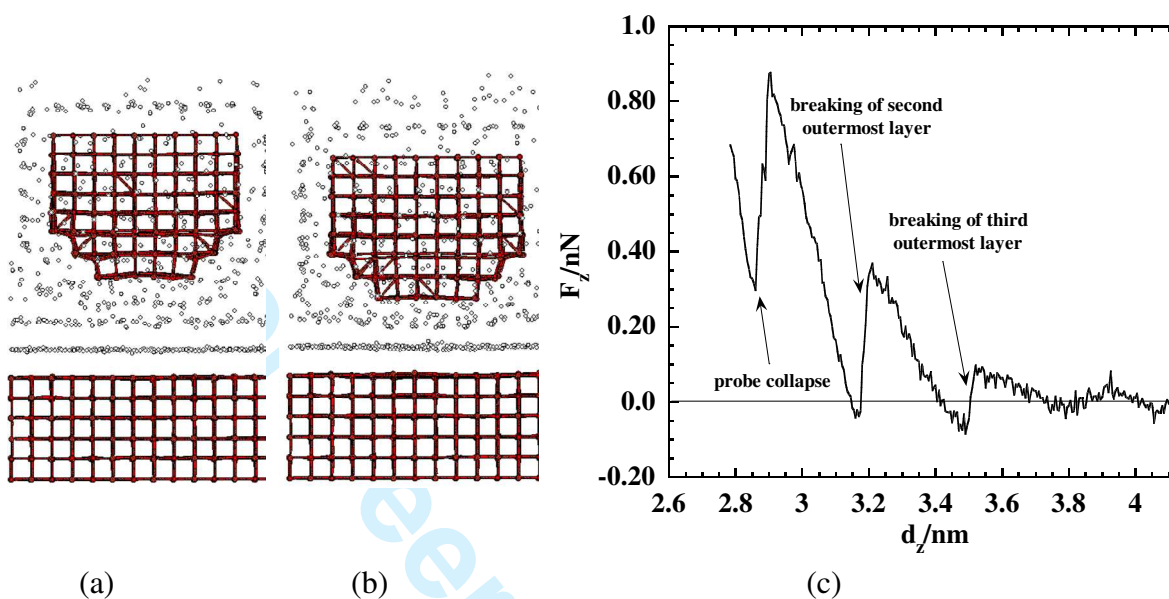 1.0
0.80
0.60
0.40
0.20
0.0
-0.20
F_z/nN
breaking of second
outermost layer
breaking of third
outermost layer
probe collapse
2.6 2.8 3 3.2 3.4 3.6 3.8 4
d_z/nm
(a) (b) (c)